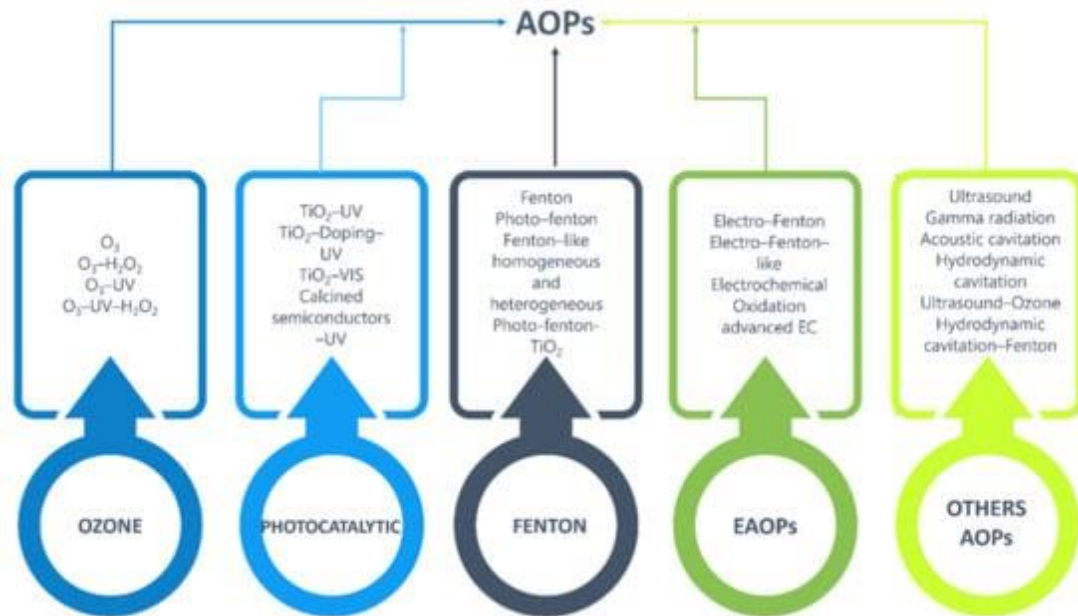 AOPs
O₃
O₃–H₂O₂
O₃–UV
O₃–UV–H₂O₂
TiO₂–UV
TiO₂–Doping–
UV
TiO₂–VIS
Calcined
semiconductors
–UV
Fenton
Photo–fenton
Fenton–like
homogeneous
and
heterogeneous
Photo-fenton-
TiO₂
Electro–Fenton
Electro–Fenton–
like
Electrochemical
Oxidation
advanced EC
Ultrasound
Gamma radiation
Acoustic cavitation
Hydrodynamic
cavitation
Ultrasound–Ozone
Hydrodynamic
cavitation–Fenton
OZONE
PHOTOCATALYTIC
FENTON
EAOPs
OTHERS
AOPs